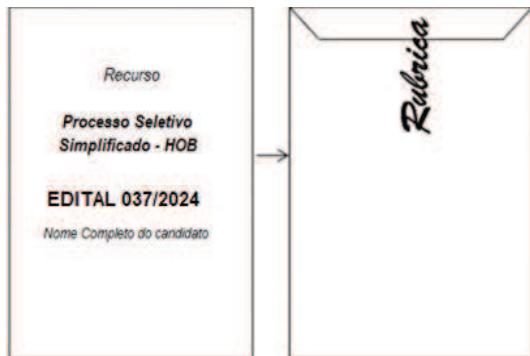 Recurso
Processo Seletivo
Simplificado - HOB
EDITAL 037/2024
Nome Completo do candidato
Rubrica